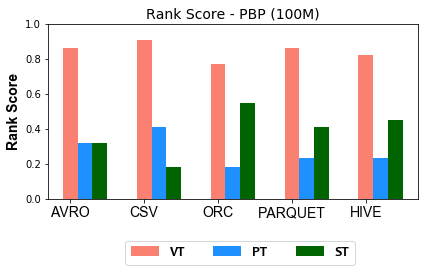 Rank Score - PBP (100M)
Rank Score
1.0
0.8
0.6
0.4
0.2
0.0
AVRO CSV ORC PARQUET HIVE
VT PT ST